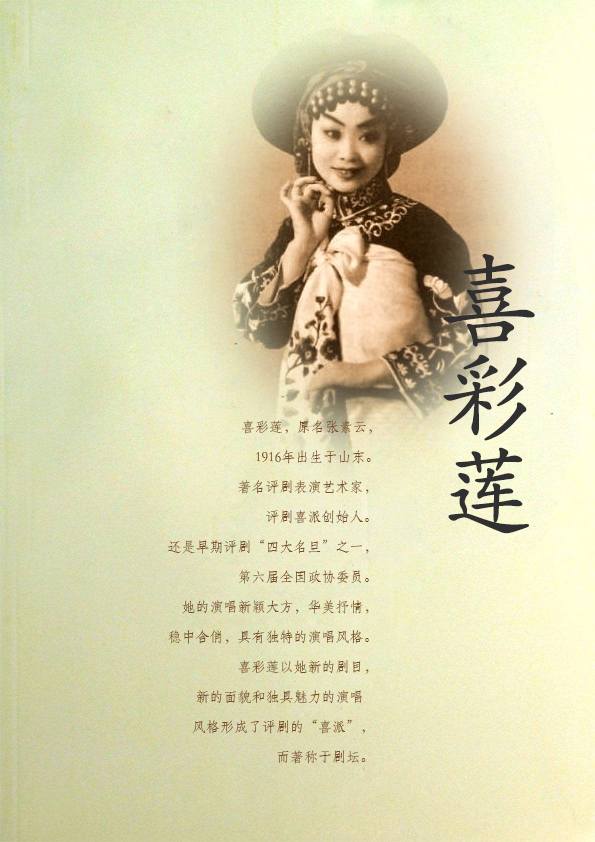 喜彩莲
喜彩莲，原名张素云，
1916年出生于山东。
著名评剧表演艺术家，
评剧喜派创始人。
还是早期评剧“四大名旦”之一，
第六届全国政协委员。
她的演唱新颖大方，华美抒情，
稳中含俏，具有独特的演唱风格。
喜彩莲以她新的剧目，
新的面貌和独具魅力的演唱
风格形成了评剧的“喜派”，
而著称于剧坛。